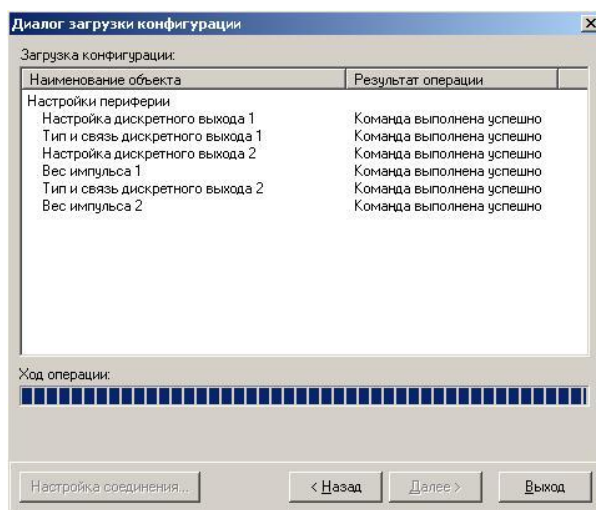 Диалог загрузки конфигурации
Загрузка конфигурации:
Наименование объекта Результат операции
Настройки периферии
Настройка дискретного выхода 1 Команда выполнена успешно
Тип и связь дискретного выхода 1 Команда выполнена успешно
Настройка дискретного выхода 2 Команда выполнена успешно
Вес импульса 1 Команда выполнена успешно
Тип и связь дискретного выхода 2 Команда выполнена успешно
Вес импульса 2 Команда выполнена успешно
Ход операции:
Настройка соединения... < Назад Далее > Выход